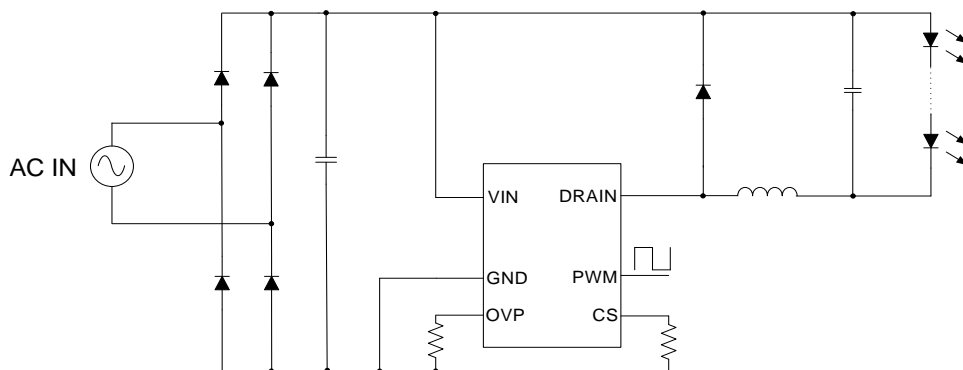 AC IN
VIN
DRAIN
GND
PWM
OVP
CS